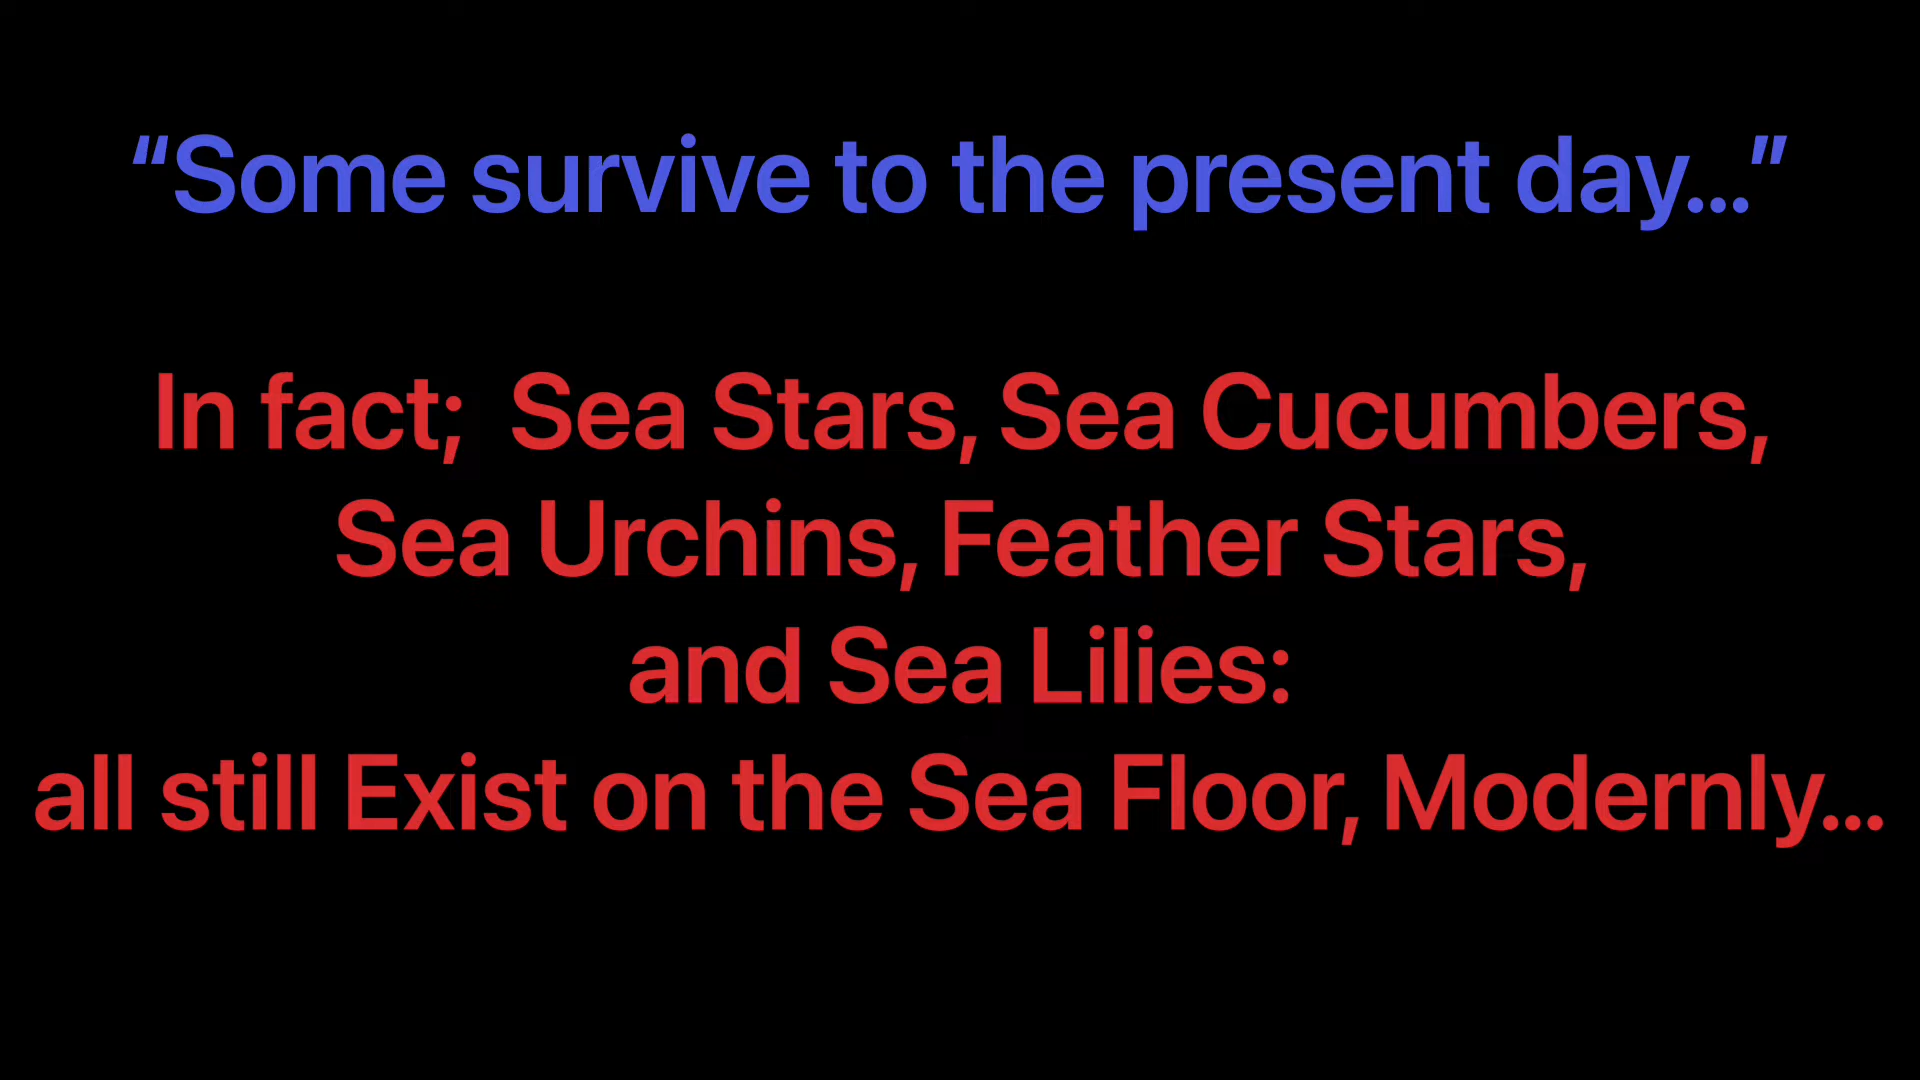 “Some survive to the present day...”
In fact;  Sea Stars, Sea Cucumbers,
Sea Urchins, Feather Stars,
and Sea Lilies:
all still Exist on the Sea Floor, Modernly...